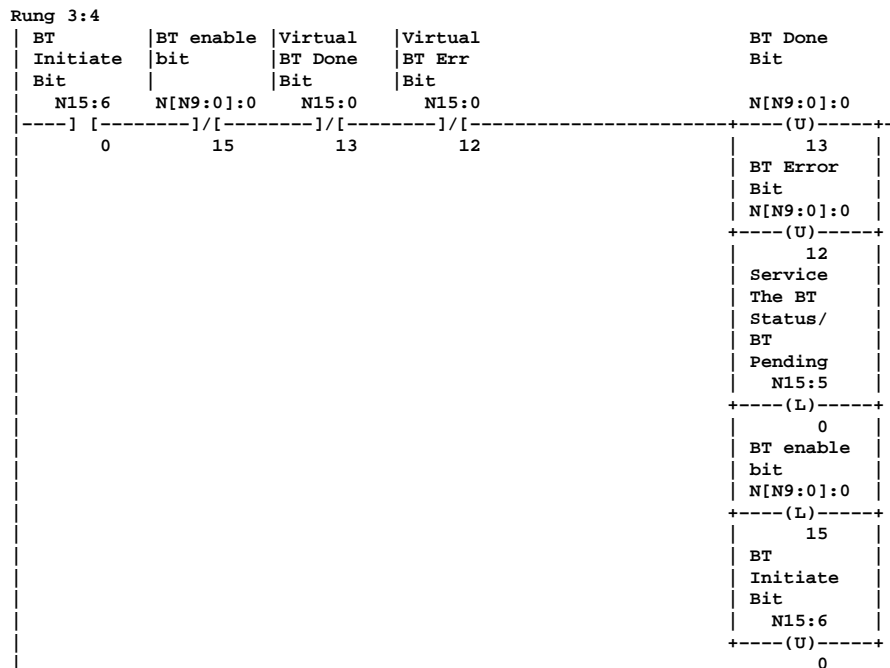 Rung 3:4
| BT       |BT enable |Virtual  |Virtual                      BT Done
| Initiate |bit       |BT Done  |BT Err                       Bit
| Bit      |          |Bit      |Bit
|   N15:6    N[N9:0]:0    N15:0     N15:0                      N[N9:0]:0
|----] [--------]/[--------]/[--------]/[----------------------+----(U)-----+-
|       0        15        13        12                        |      13    |
|                                                              | BT Error   |
|                                                              | Bit        |
|                                                              | N[N9:0]:0  |
|                                                              +----(U)-----+
|                                                              |      12    |
|                                                              | Service    |
|                                                              | The BT     |
|                                                              | Status/    |
|                                                              | BT         |
|                                                              | Pending    |
|                                                              |   N15:5    |
|                                                              +----(L)-----+
|                                                              |       0    |
|                                                              | BT enable  |
|                                                              | bit        |
|                                                              | N[N9:0]:0  |
|                                                              +----(L)-----+
|                                                              |      15    |
|                                                              | BT         |
|                                                              | Initiate   |
|                                                              | Bit        |
|                                                              |   N15:6    |
|                                                              +----(U)-----+
|                                                                      0